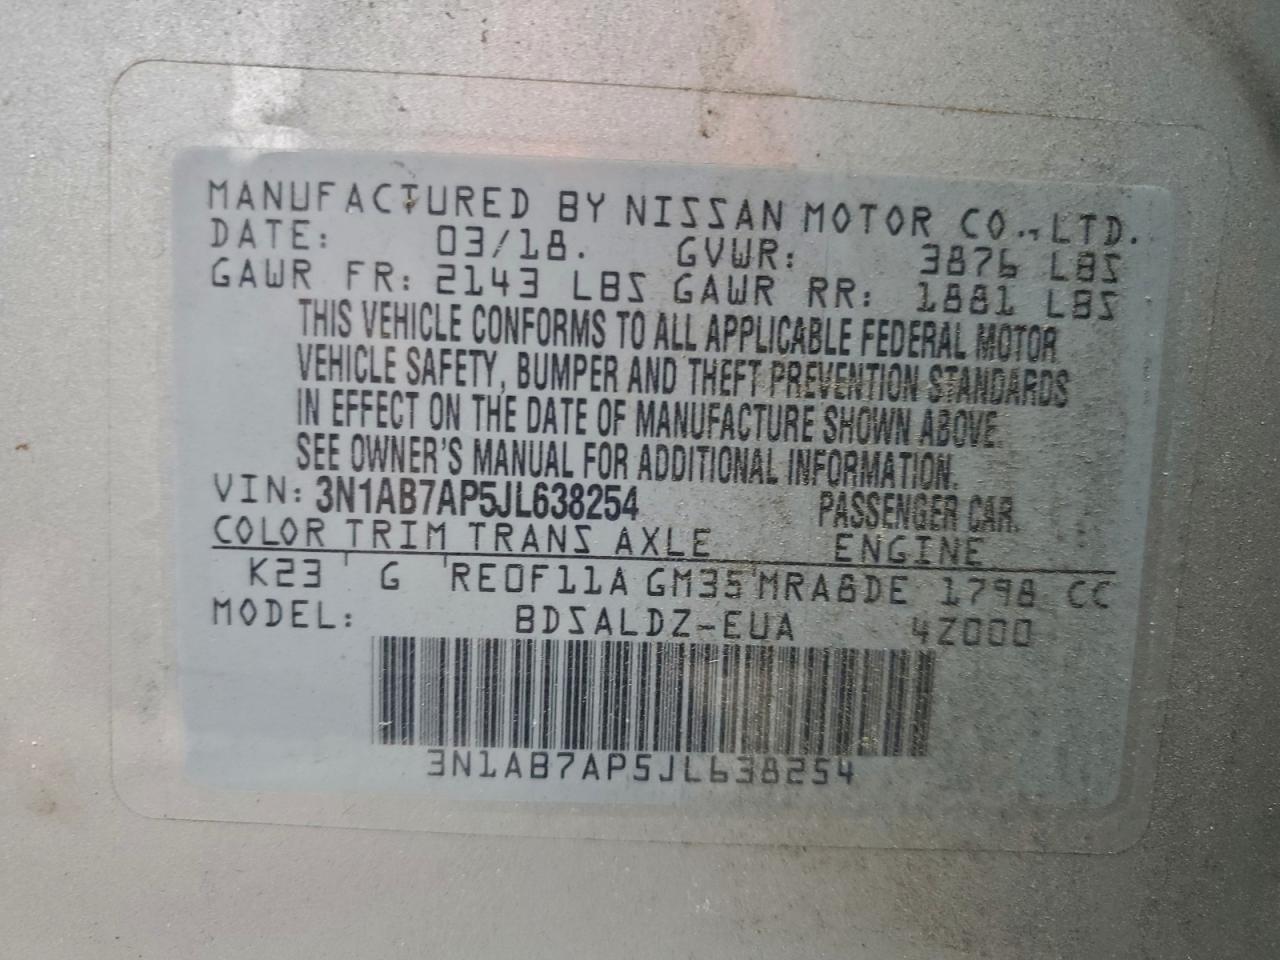 MANUFACTURED BY NISSAN MOTOR CO.,LTD.
DATE: 03/18. GVWR: 3876 LBS
GAWR FR: 2143 LBS GAWR RR: 1881 LBS
THIS VEHICLE CONFORMS TO ALL APPLICABLE FEDERAL MOTOR
VEHICLE SAFETY, BUMPER AND THEFT PREVENTION STANDARDS
IN EFFECT ON THE DATE OF MANUFACTURE SHOWN ABOVE.
SEE OWNER'S MANUAL FOR ADDITIONAL INFORMATION.
VIN: 3N1AB7AP5JL638254 PASSENGER CAR.
COLOR TRIM TRANS AXLE ENGINE
K23 G RE0F11A GM35 MRA8DE 1798 CC
MODEL: BDSALDZ-EUA 4Z000
3N1AB7AP5JL638254